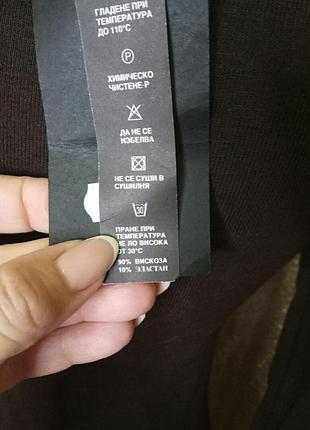 ГЛАДЕНЕ ПРИ
ТЕМПЕРАТУРА
ДО 110°C
P
ХИМИЧЕСКО
ЧИСТЕНЕ-P
ДА НЕ СЕ
ИЗБЕЛВА
НЕ СЕ СУШИ В
СУШИЛНЯ
30
ПРАНЕ ПРИ
ТЕМПЕРАТУРА
НЕ ПО ВИСОКА
ОТ 30°C
90% ВИСКОЗА
10% ЭЛАСТАН